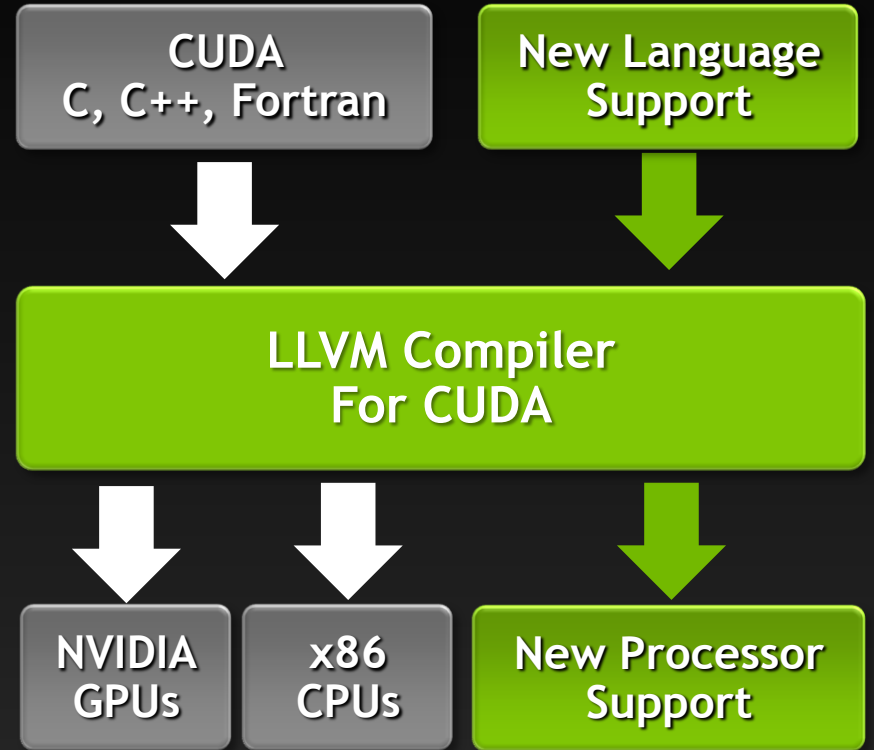 CUDA
C, C++, Fortran
New Language
Support
LLVM Compiler
For CUDA
NVIDIA
GPUs
x86
CPUs
New Processor
Support